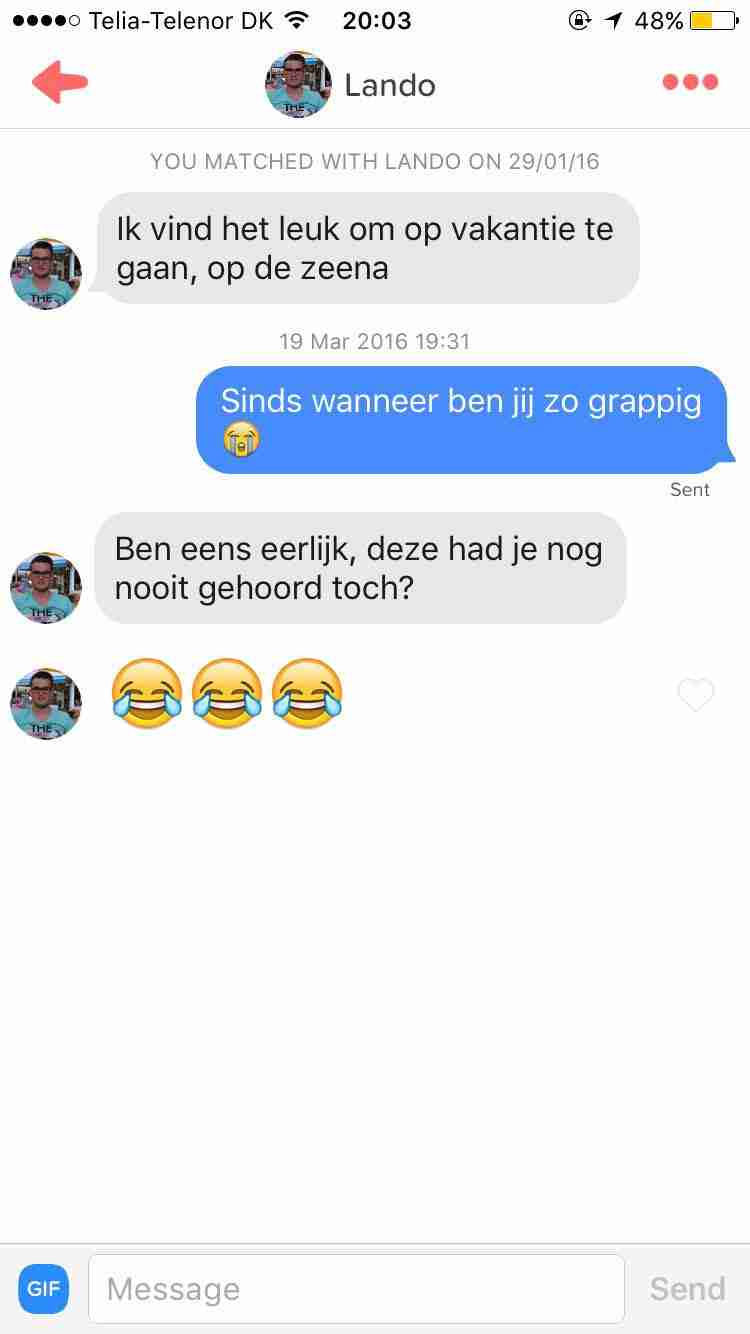 Telia-Telenor DK 20:03 48%
Lando
YOU MATCHED WITH LANDO ON 29/01/16
Ik vind het leuk om op vakantie te
gaan, op de zeena
19 Mar 2016 19:31
Sinds wanneer ben jij zo grappig
😭
Sent
Ben eens eerlijk, deze had je nog
nooit gehoord toch?
😂😂😂
GIF Message Send